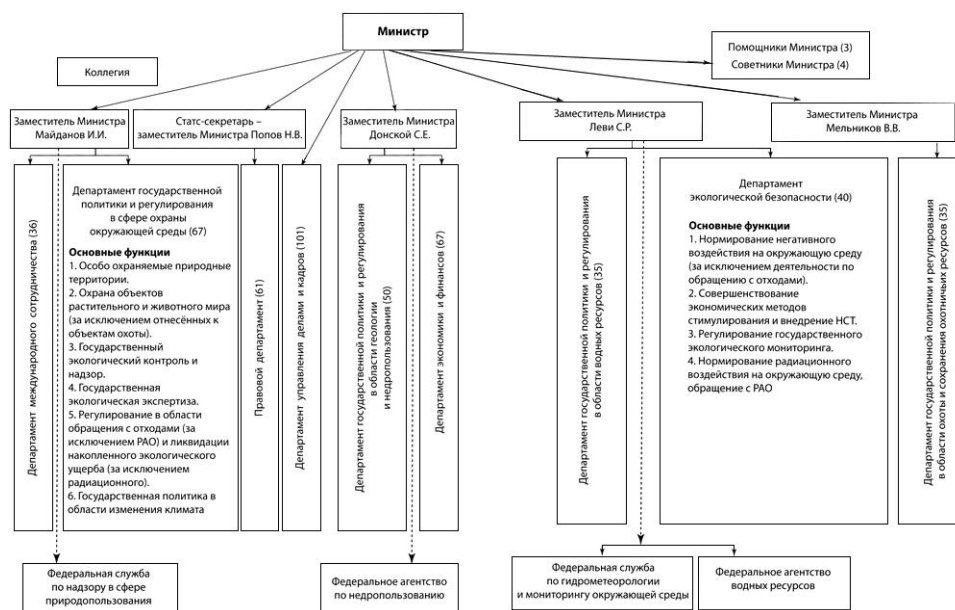 Министр
Помощники Министра (3)
Советники Министра (4)
Коллегия
Заместитель Министра
Майданов И.И.
Статс-секретарь –
заместитель Министра Попов Н.В.
Заместитель Министра
Донской С.Е.
Заместитель Министра
Леви С.Р.
Заместитель Министра
Мельников В.В.
Департамент международного сотрудничества (36)
Департамент государственной
политики и регулирования
в сфере охраны
окружающей среды (67)
Основные функции
1. Особо охраняемые природные
территории.
2. Охрана объектов
растительного и животного мира
(за исключением отнесённых к
объектам охоты).
3. Государственный
экологический контроль и
надзор.
4. Государственная
экологическая экспертиза.
5. Регулирование в области
обращения с отходами (за
исключением РАО) и ликвидации
накопленного экологического
ущерба (за исключением
радиационного).
6. Государственная политика в
области изменения климата
Правовой департамент (61)
Департамент управления делами и кадров (101)
Департамент государственной политики и регулирования
в области геологии
и недропользования (50)
Департамент экономики и финансов (67)
Департамент государственной политики и регулирования
в области водных ресурсов (35)
Департамент
экологической безопасности (40)
Основные функции
1. Нормирование негативного
воздействия на окружающую среду
(за исключением деятельности по
обращению с отходами).
2. Совершенствование
экономических методов
стимулирования и внедрение НСТ.
3. Регулирование государственного
экологического мониторинга.
4. Нормирование радиационного
воздействия на окружающую среду,
обращение с РАО
Департамент государственной политики и регулирования
в области охоты и сохранения охотничьих ресурсов (35)
Федеральная служба
по надзору в сфере
природопользования
Федеральное агентство
по недропользованию
Федеральная служба
по гидрометеорологии
и мониторингу окружающей среды
Федеральное агентство
водных ресурсов